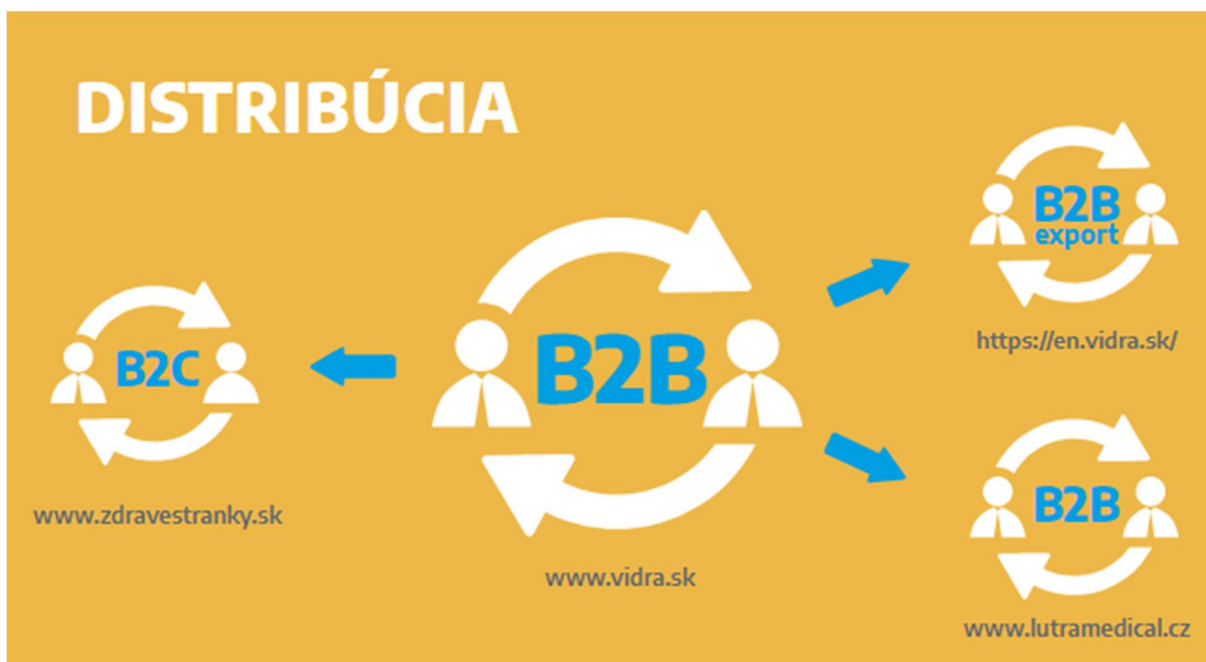 DISTRIBÚCIA
B2C
www.zdravestranky.sk
B2B
www.vidra.sk
B2B
export
https://en.vidra.sk/
B2B
www.lutramedical.cz